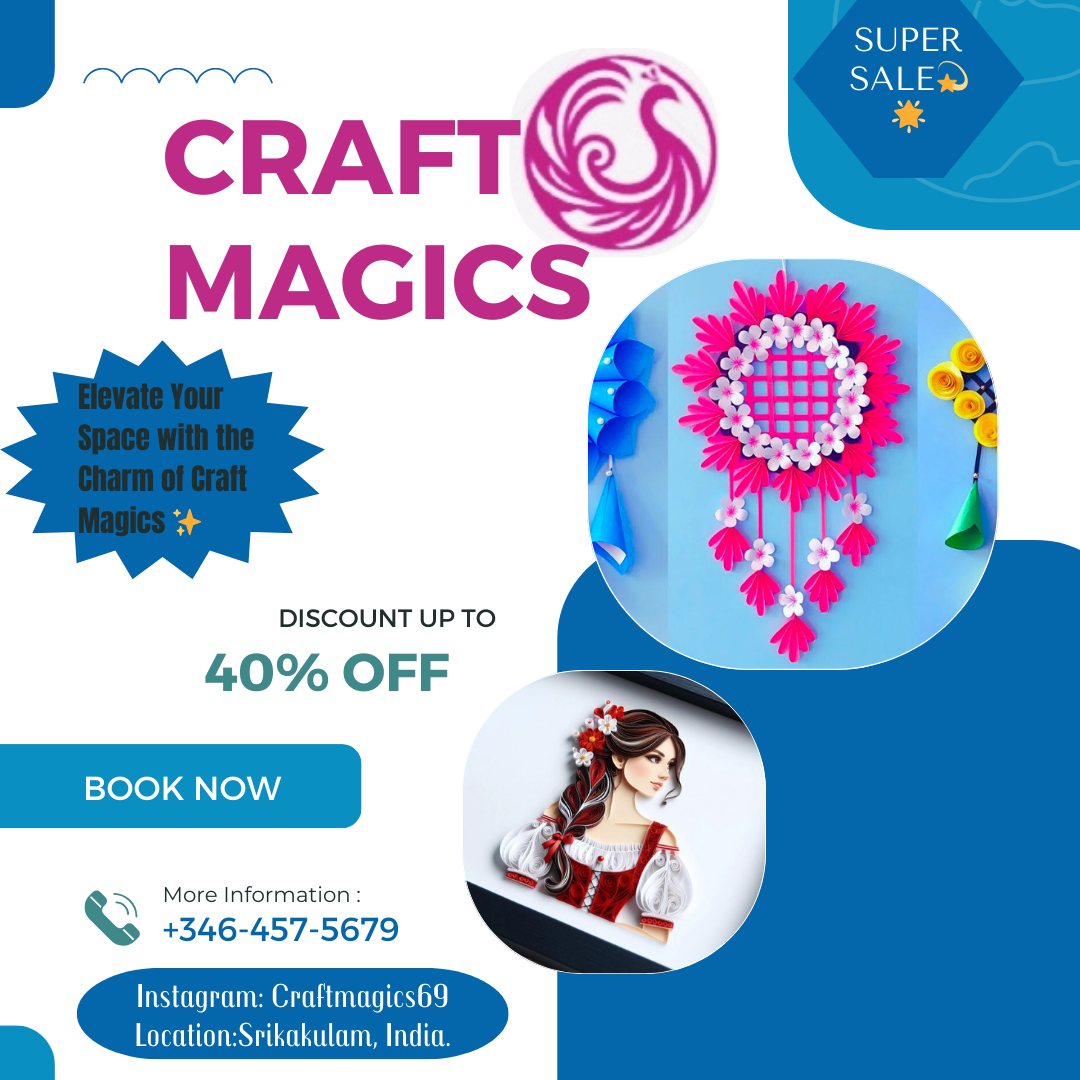 SUPER
SALE💫
🌟
CRAFT
MAGICS
Elevate Your
Space with the
Charm of Craft
Magics ✨
DISCOUNT UP TO
40% OFF
BOOK NOW
More Information :
+346-457-5679
Instagram: Craftmagics69
Location:Srikakulam, India.